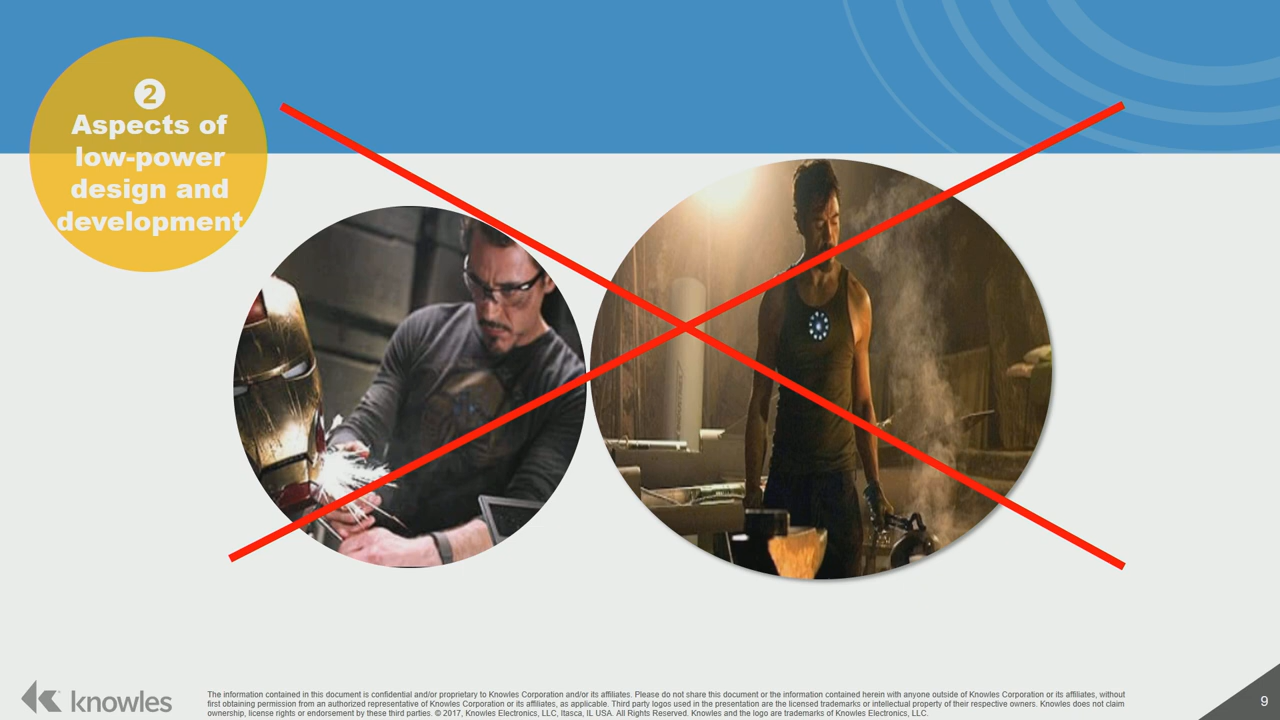 2
Aspects of
low-power
design and
development
knowles
The information contained in this document is confidential and/or proprietary to Knowles Corporation and/or its affiliates. Please do not share this document or the information contained herein with anyone outside of Knowles Corporation or its affiliates, without
first obtaining permission from an authorized representative of Knowles Corporation or its affiliates, as applicable. Third party logos used in the presentation are the licensed trademarks or intellectual property of their respective owners. Knowles does not claim
ownership, license rights or endorsement by these third parties. © 2017, Knowles Electronics, LLC, Itasca, IL USA. All Rights Reserved. Knowles and the logo are trademarks of Knowles Electronics, LLC.
9